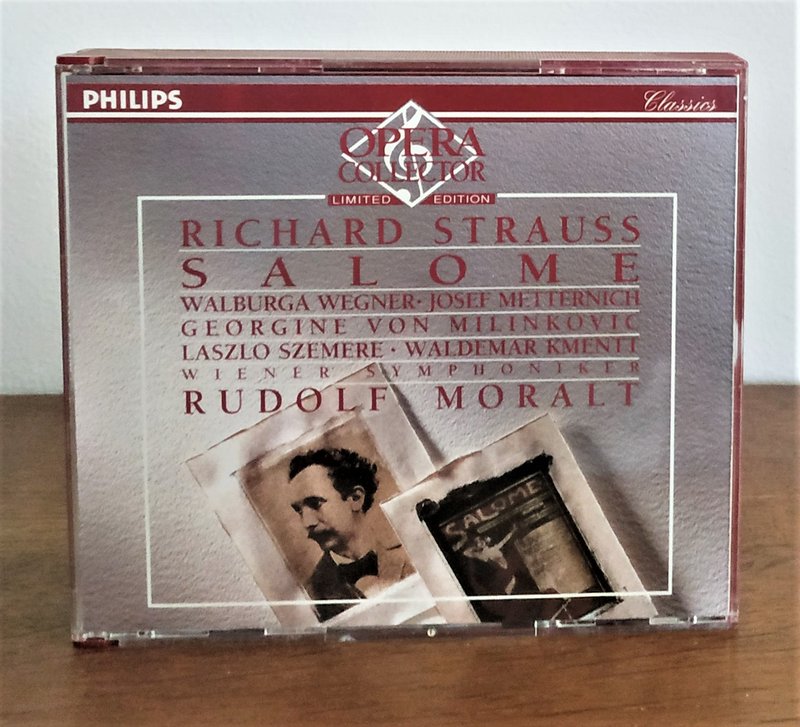 PHILIPS
Classics
OPERA
COLLECTOR
LIMITED EDITION
RICHARD STRAUSS
SALOME
WALBURGA WEGNER · JOSEF METTERNICH
GEORGINE VON MILINKOVIC
LASZLO SZEMERE · WALDEMAR KMENTT
WIENER SYMPHONIKER
RUDOLF MORALT
SALOME